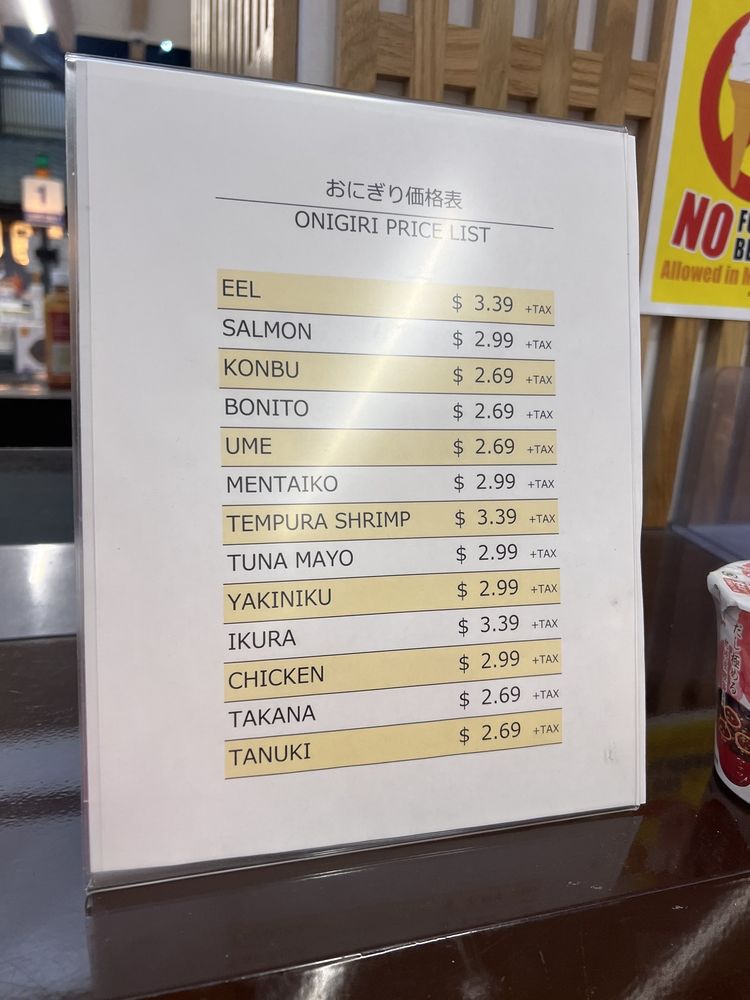 おにぎり価格表
ONIGIRI PRICE LIST
EEL $ 3.39 +TAX
SALMON $ 2.99 +TAX
KONBU $ 2.69 +TAX
BONITO $ 2.69 +TAX
UME $ 2.69 +TAX
MENTAIKO $ 2.99 +TAX
TEMPURA SHRIMP $ 3.39 +TAX
TUNA MAYO $ 2.99 +TAX
YAKINIKU $ 2.99 +TAX
IKURA $ 3.39 +TAX
CHICKEN $ 2.99 +TAX
TAKANA $ 2.69 +TAX
TANUKI $ 2.69 +TAX
1
NO
Allowed in